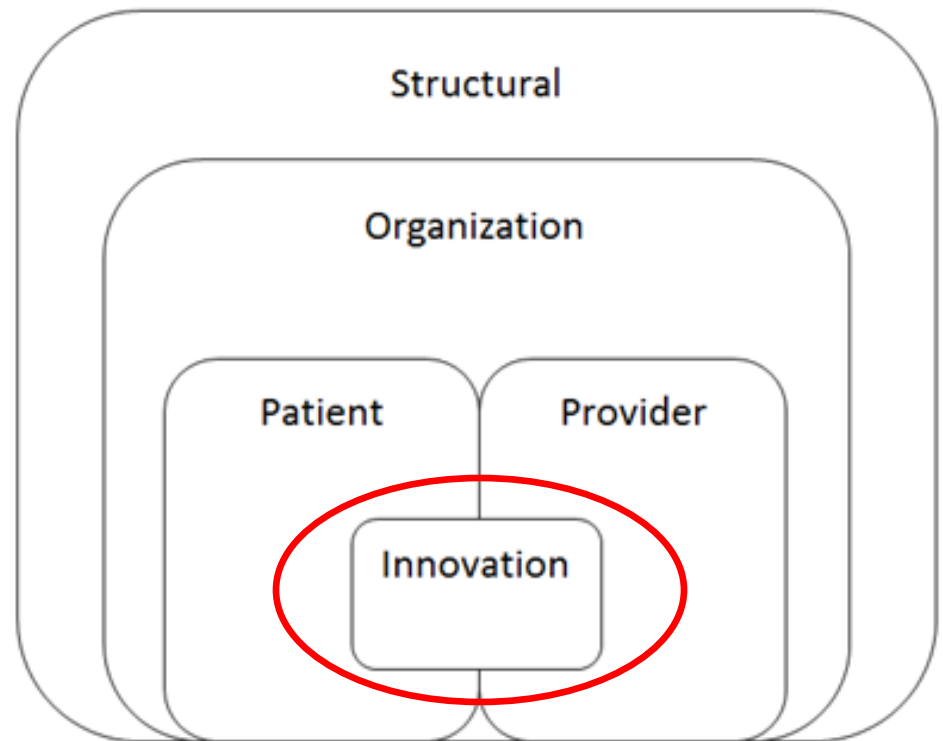 Structural
Organization
Patient
Provider
Innovation